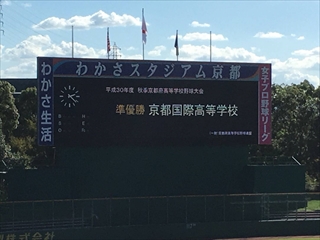 わかさスタジアム京都
わかさ生活
平成30年度 秋季京都府高等学校野球大会
準優勝 京都国際高等学校
女子プロ野球リーグ
B
S
O
H
E